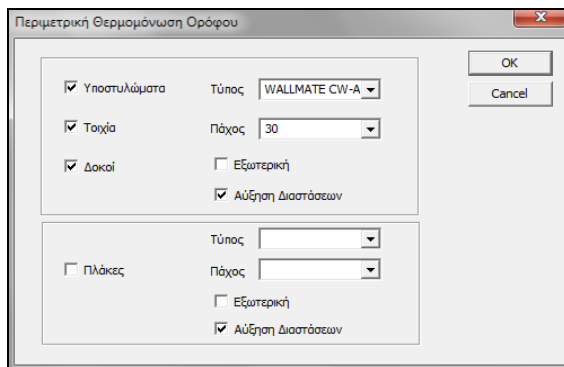 Περιμετρική Θερμομόνωση Ορόφου
OK
Υποστυλώματα Τύπος WALLMATE CW-A
Cancel
Τοιχία Πάχος 30
Δοκοί Εξωτερική
Αύξηση Διαστάσεων
Τύπος
Πλάκες Πάχος
Εξωτερική
Αύξηση Διαστάσεων